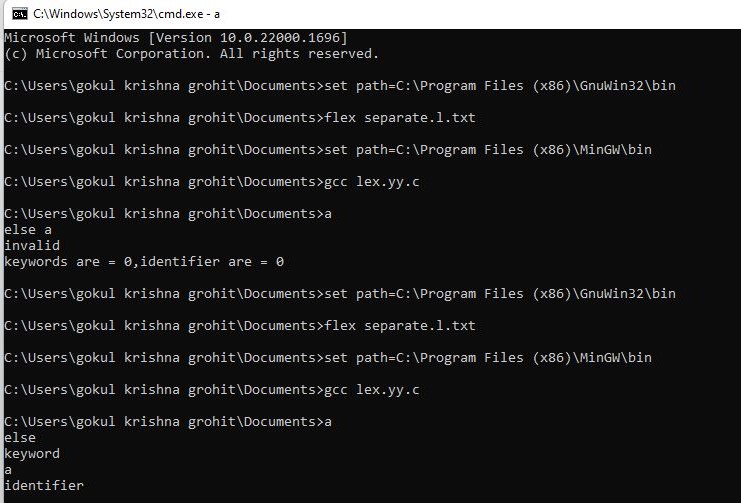 C:\Windows\System32\cmd.exe - a
Microsoft Windows [Version 10.0.22000.1696]
(c) Microsoft Corporation. All rights reserved.
C:\Users\gokul krishna grohit\Documents>set path=C:\Program Files (x86)\GnuWin32\bin
C:\Users\gokul krishna grohit\Documents>flex separate.l.txt
C:\Users\gokul krishna grohit\Documents>set path=C:\Program Files (x86)\MinGW\bin
C:\Users\gokul krishna grohit\Documents>gcc lex.yy.c
C:\Users\gokul krishna grohit\Documents>a
else a
invalid
keywords are = 0,identifier are = 0
C:\Users\gokul krishna grohit\Documents>set path=C:\Program Files (x86)\GnuWin32\bin
C:\Users\gokul krishna grohit\Documents>flex separate.l.txt
C:\Users\gokul krishna grohit\Documents>set path=C:\Program Files (x86)\MinGW\bin
C:\Users\gokul krishna grohit\Documents>gcc lex.yy.c
C:\Users\gokul krishna grohit\Documents>a
else
keyword
a
identifier